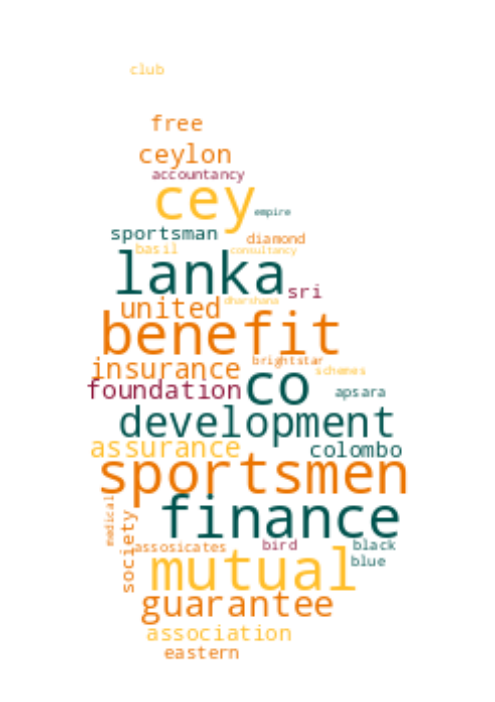 club
free
ceylon
accountancy
cey
empire
sportsman
diamond
basil
consultancy
lanka
sri
dharshana
united
benefit
brightstar
insurance
schemes
foundation
co
apsara
development
assurance
colombo
sportsmen
medical
finance
society
assosicates
bird
black
mutual
blue
guarantee
association
eastern